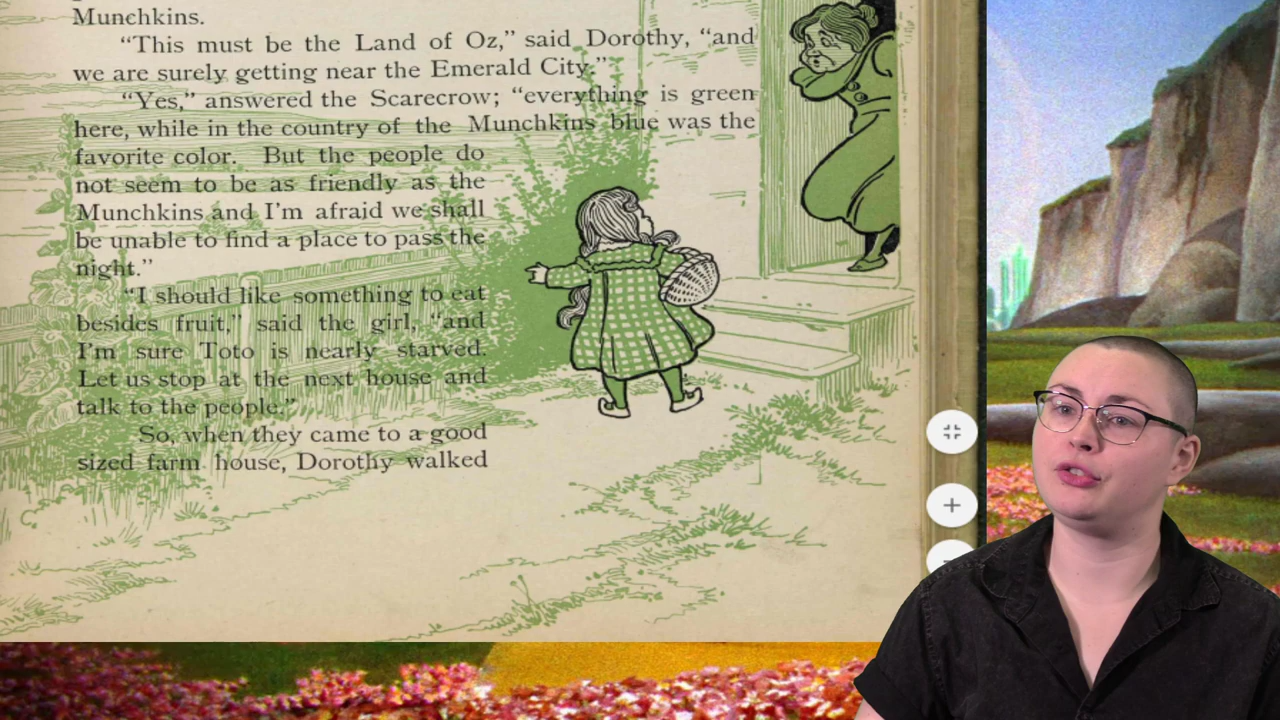 Munchkins.
"This must be the Land of Oz," said Dorothy, "and
we are surely getting near the Emerald City."
"Yes," answered the Scarecrow; "everything is green
here, while in the country of the Munchkins blue was the
favorite color. But the people do
not seem to be as friendly as the
Munchkins and I'm afraid we shall
be unable to find a place to pass the
night."
"I should like something to eat
besides fruit," said the girl, "and
I'm sure Toto is nearly starved.
Let us stop at the next house and
talk to the people."
So, when they came to a good
sized farm house, Dorothy walked